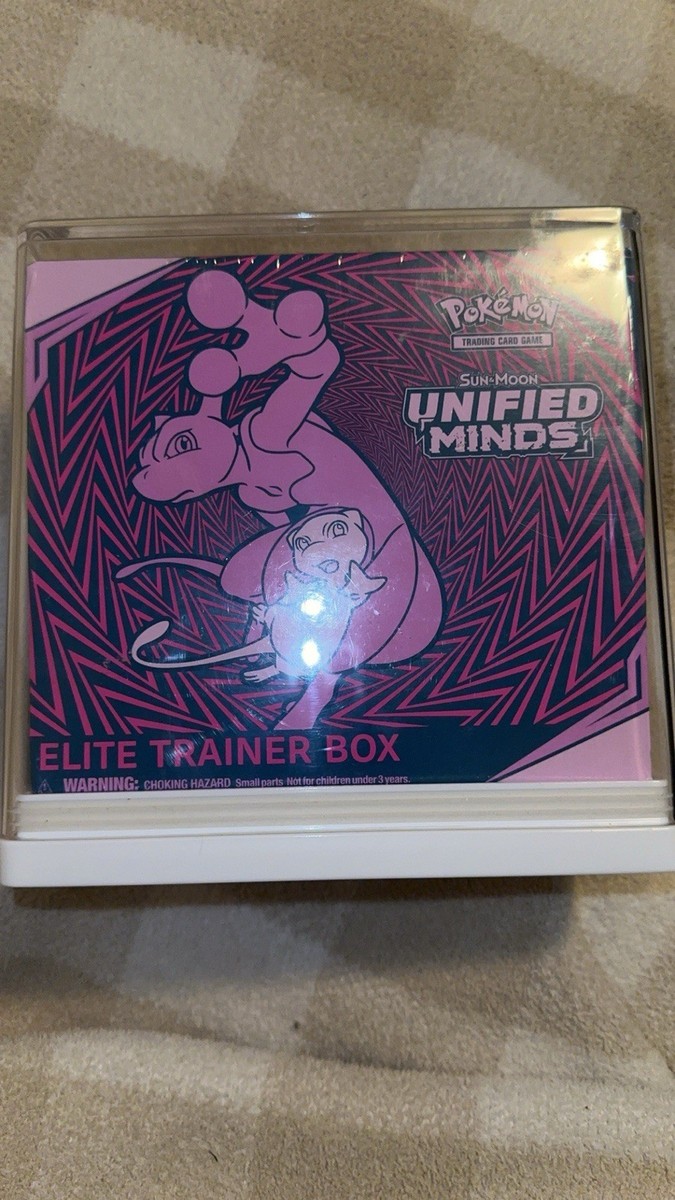 POKéMON
TRADING CARD GAME
SUN & MOON
UNIFIED
MINDS
ELITE TRAINER BOX
WARNING: CHOKING HAZARD Small parts Not for children under 3 years.